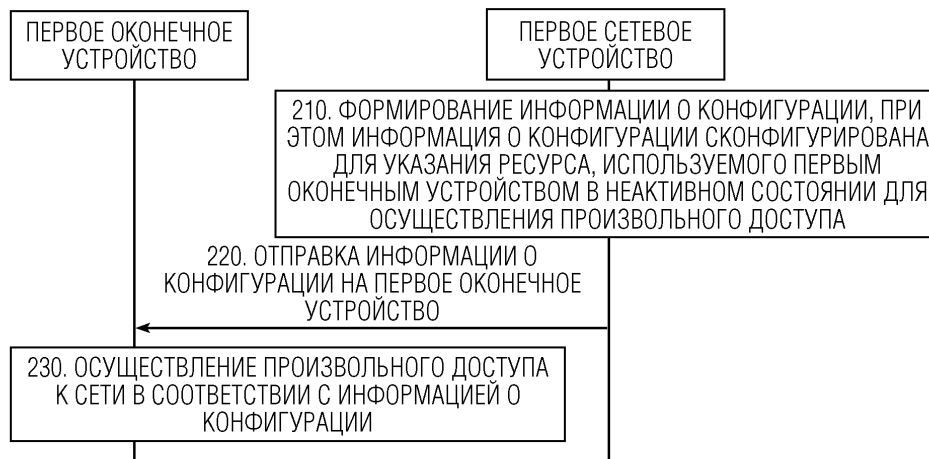 ПЕРВОЕ ОКОНЕЧНОЕ
УСТРОЙСТВО
ПЕРВОЕ СЕТЕВОЕ
УСТРОЙСТВО
210. ФОРМИРОВАНИЕ ИНФОРМАЦИИ О КОНФИГУРАЦИИ, ПРИ
ЭТОМ ИНФОРМАЦИЯ О КОНФИГУРАЦИИ СКОНФИГУРИРОВАНА
ДЛЯ УКАЗАНИЯ РЕСУРСА, ИСПОЛЬЗУЕМОГО ПЕРВЫМ
ОКОНЕЧНЫМ УСТРОЙСТВОМ В НЕАКТИВНОМ СОСТОЯНИИ ДЛЯ
ОСУЩЕСТВЛЕНИЯ ПРОИЗВОЛЬНОГО ДОСТУПА
220. ОТПРАВКА ИНФОРМАЦИИ О
КОНФИГУРАЦИИ НА ПЕРВОЕ ОКОНЕЧНОЕ
УСТРОЙСТВО
230. ОСУЩЕСТВЛЕНИЕ ПРОИЗВОЛЬНОГО ДОСТУПА
К СЕТИ В СООТВЕТСТВИИ С ИНФОРМАЦИЕЙ О
КОНФИГУРАЦИИ